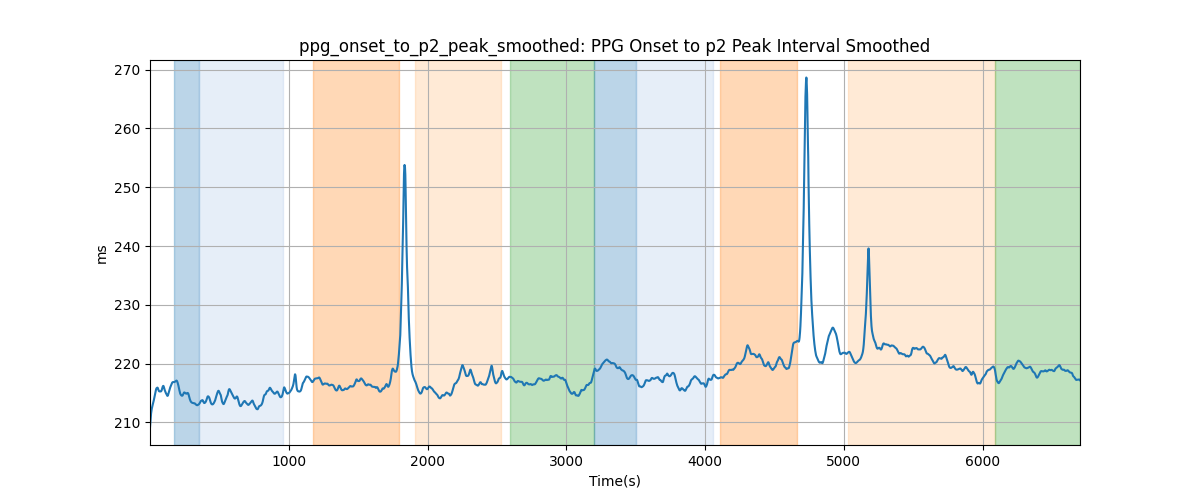 ppg_onset_to_p2_peak_smoothed: PPG Onset to p2 Peak Interval Smoothed
270
260
250
240
230
220
210
ms
1000 2000 3000 4000 5000 6000
Time(s)